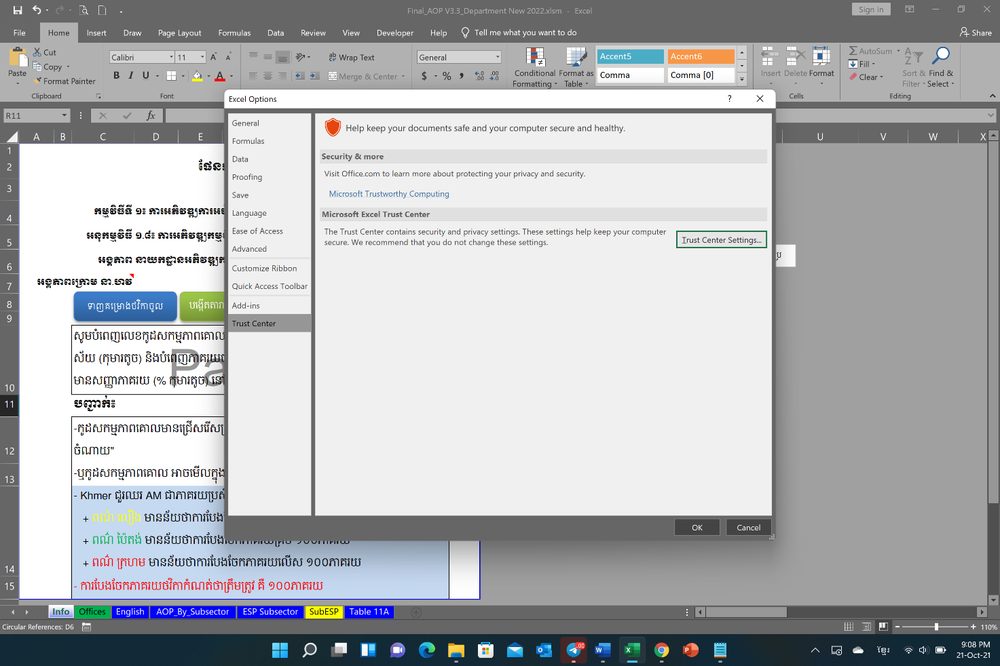 Final_AOP V3.3_Department New 2022.xlsm - Excel
Sign in
File Home Insert Draw Page Layout Formulas Data Review View Developer Help Tell me what you want to do Share
Paste
Cut
Copy
Format Painter
Clipboard
Calibri 11
B I U
Font
Wrap Text
Merge & Center
General
$ % ,
Conditional Formatting
Format as Table
Accent5 Accent6
Comma Comma [0]
Insert Delete Format
Cells
AutoSum
Fill
Clear
Sort & Filter
Find & Select
Editing
R11
fx
A B C D E U V W X
1
2
3
4
5
6
7
8
9
10
11
12
13
14
15
ផែន
កម្មវិធីទី ១៖ ការអភិវឌ្ឍការអប់
អនុកម្មវិធី ១.៨៖ ការអភិវឌ្ឍកម្ម
អង្គភាព នាយកដ្ឋានអភិវឌ្ឍក
អង្គភាពក្រោម នា.ហវ
ទាញគម្រោងថវិកាចូល
បង្កើតតារា
សូមបំពេញលេខកូដសកម្មភាពគោល
ស័យ (កុមារតូច) និងបំពេញភាគរយ
មានសញ្ញាភាគរយ (% កុមារតូច) នៅ
Pa
បញ្ជាក់៖
-កូដសកម្មភាពគោលមានជ្រើសរើស
ចំណាយ"
-ឬកូដសកម្មភាពគោល អាចមើលក្នុង
- Khmer ជួរឈរ AM ជាភាគរយប្រស
+ ពណ៌ លឿង មានន័យថាការបែង
+ ពណ៌ បៃតង់ មានន័យថាការបែងចែកភាគរយគ្រប់ ១០០ភាគរយ
+ ពណ៌ ក្រហម មានន័យថាការបែងចែកភាគរយលើស ១០០ភាគរយ
- ការបែងចែកភាគរយថវិកាកំណត់ថាត្រឹមត្រូវ គឺ ១០០ភាគរយ
Excel Options
?
General
Formulas
Data
Proofing
Save
Language
Ease of Access
Advanced
Customize Ribbon
Quick Access Toolbar
Add-ins
Trust Center
Help keep your documents safe and your computer secure and healthy.
Security & more
Visit Office.com to learn more about protecting your privacy and security.
Microsoft Trustworthy Computing
Microsoft Excel Trust Center
The Trust Center contains security and privacy settings. These settings help keep your computer
secure. We recommend that you do not change these settings.
Trust Center Settings...
OK Cancel
Info Offices English AOP_By_Subsector ESP Subsector SubESP Table 11A
Circular References: D6
110%
ខ្មែរ
9:08 PM
21-Oct-21